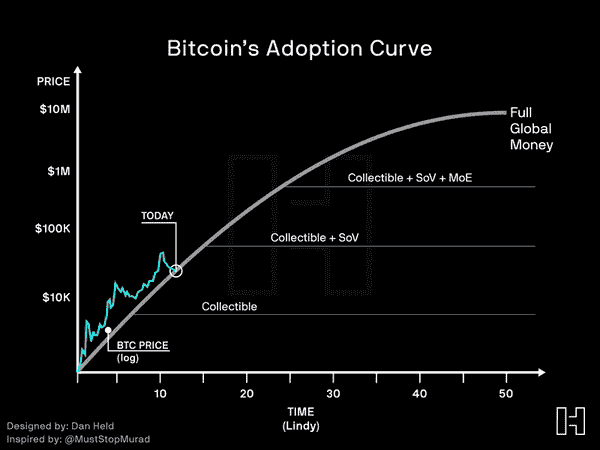 Bitcoin's Adoption Curve
PRICE
$10M
$1M
$100K
$10K
Full
Global
Money
Collectible + SoV + MoE
TODAY
Collectible + SoV
Collectible
BTC PRICE
(log)
10
20
30
40
50
TIME
(Lindy)
Designed by: Dan Held
Inspired by: @MustStopMurad